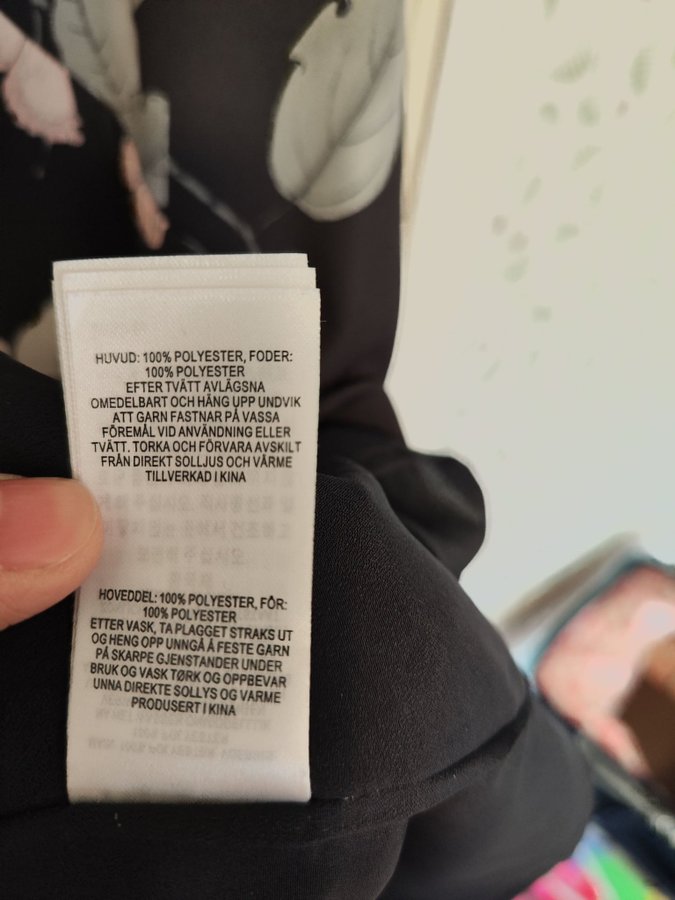 HUVUD: 100% POLYESTER, FODER:
100% POLYESTER
EFTER TVÄTT AVLÄGSNA
OMEDELBART OCH HÄNG UPP UNDVIK
ATT GARN FASTNAR PÅ VASSA
FÖREMÅL VID ANVÄNDNING ELLER
TVÄTT. TORKA OCH FÖRVARA AVSKILT
FRÅN DIREKT SOLLJUS OCH VÄRME
TILLVERKAD I KINA
HOVEDDEL: 100% POLYESTER, FÔR:
100% POLYESTER
ETTER VASK, TA PLAGGET STRAKS UT
OG HENG OPP UNNGÅ Å FESTE GARN
PÅ SKARPE GJENSTANDER UNDER
BRUK OG VASK TØRK OG OPPBEVAR
UNNA DIREKTE SOLLYS OG VARME
PRODUSERT I KINA